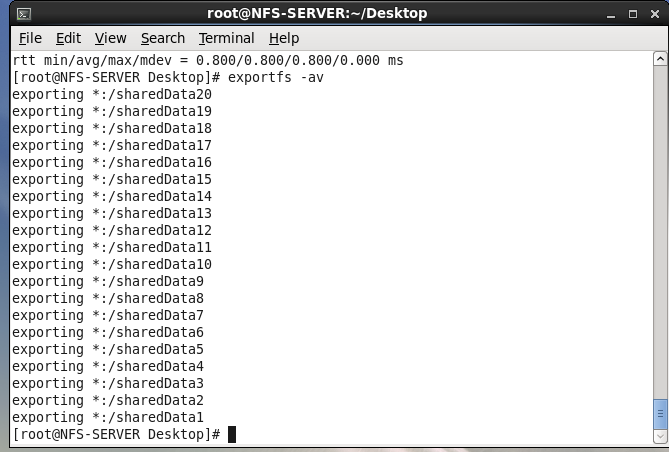 root@NFS-SERVER:~/Desktop
File Edit View Search Terminal Help
rtt min/avg/max/mdev = 0.800/0.800/0.800/0.000 ms
[root@NFS-SERVER Desktop]# exportfs -av
exporting *:/sharedData20
exporting *:/sharedData19
exporting *:/sharedData18
exporting *:/sharedData17
exporting *:/sharedData16
exporting *:/sharedData15
exporting *:/sharedData14
exporting *:/sharedData13
exporting *:/sharedData12
exporting *:/sharedData11
exporting *:/sharedData10
exporting *:/sharedData9
exporting *:/sharedData8
exporting *:/sharedData7
exporting *:/sharedData6
exporting *:/sharedData5
exporting *:/sharedData4
exporting *:/sharedData3
exporting *:/sharedData2
exporting *:/sharedData1
[root@NFS-SERVER Desktop]#